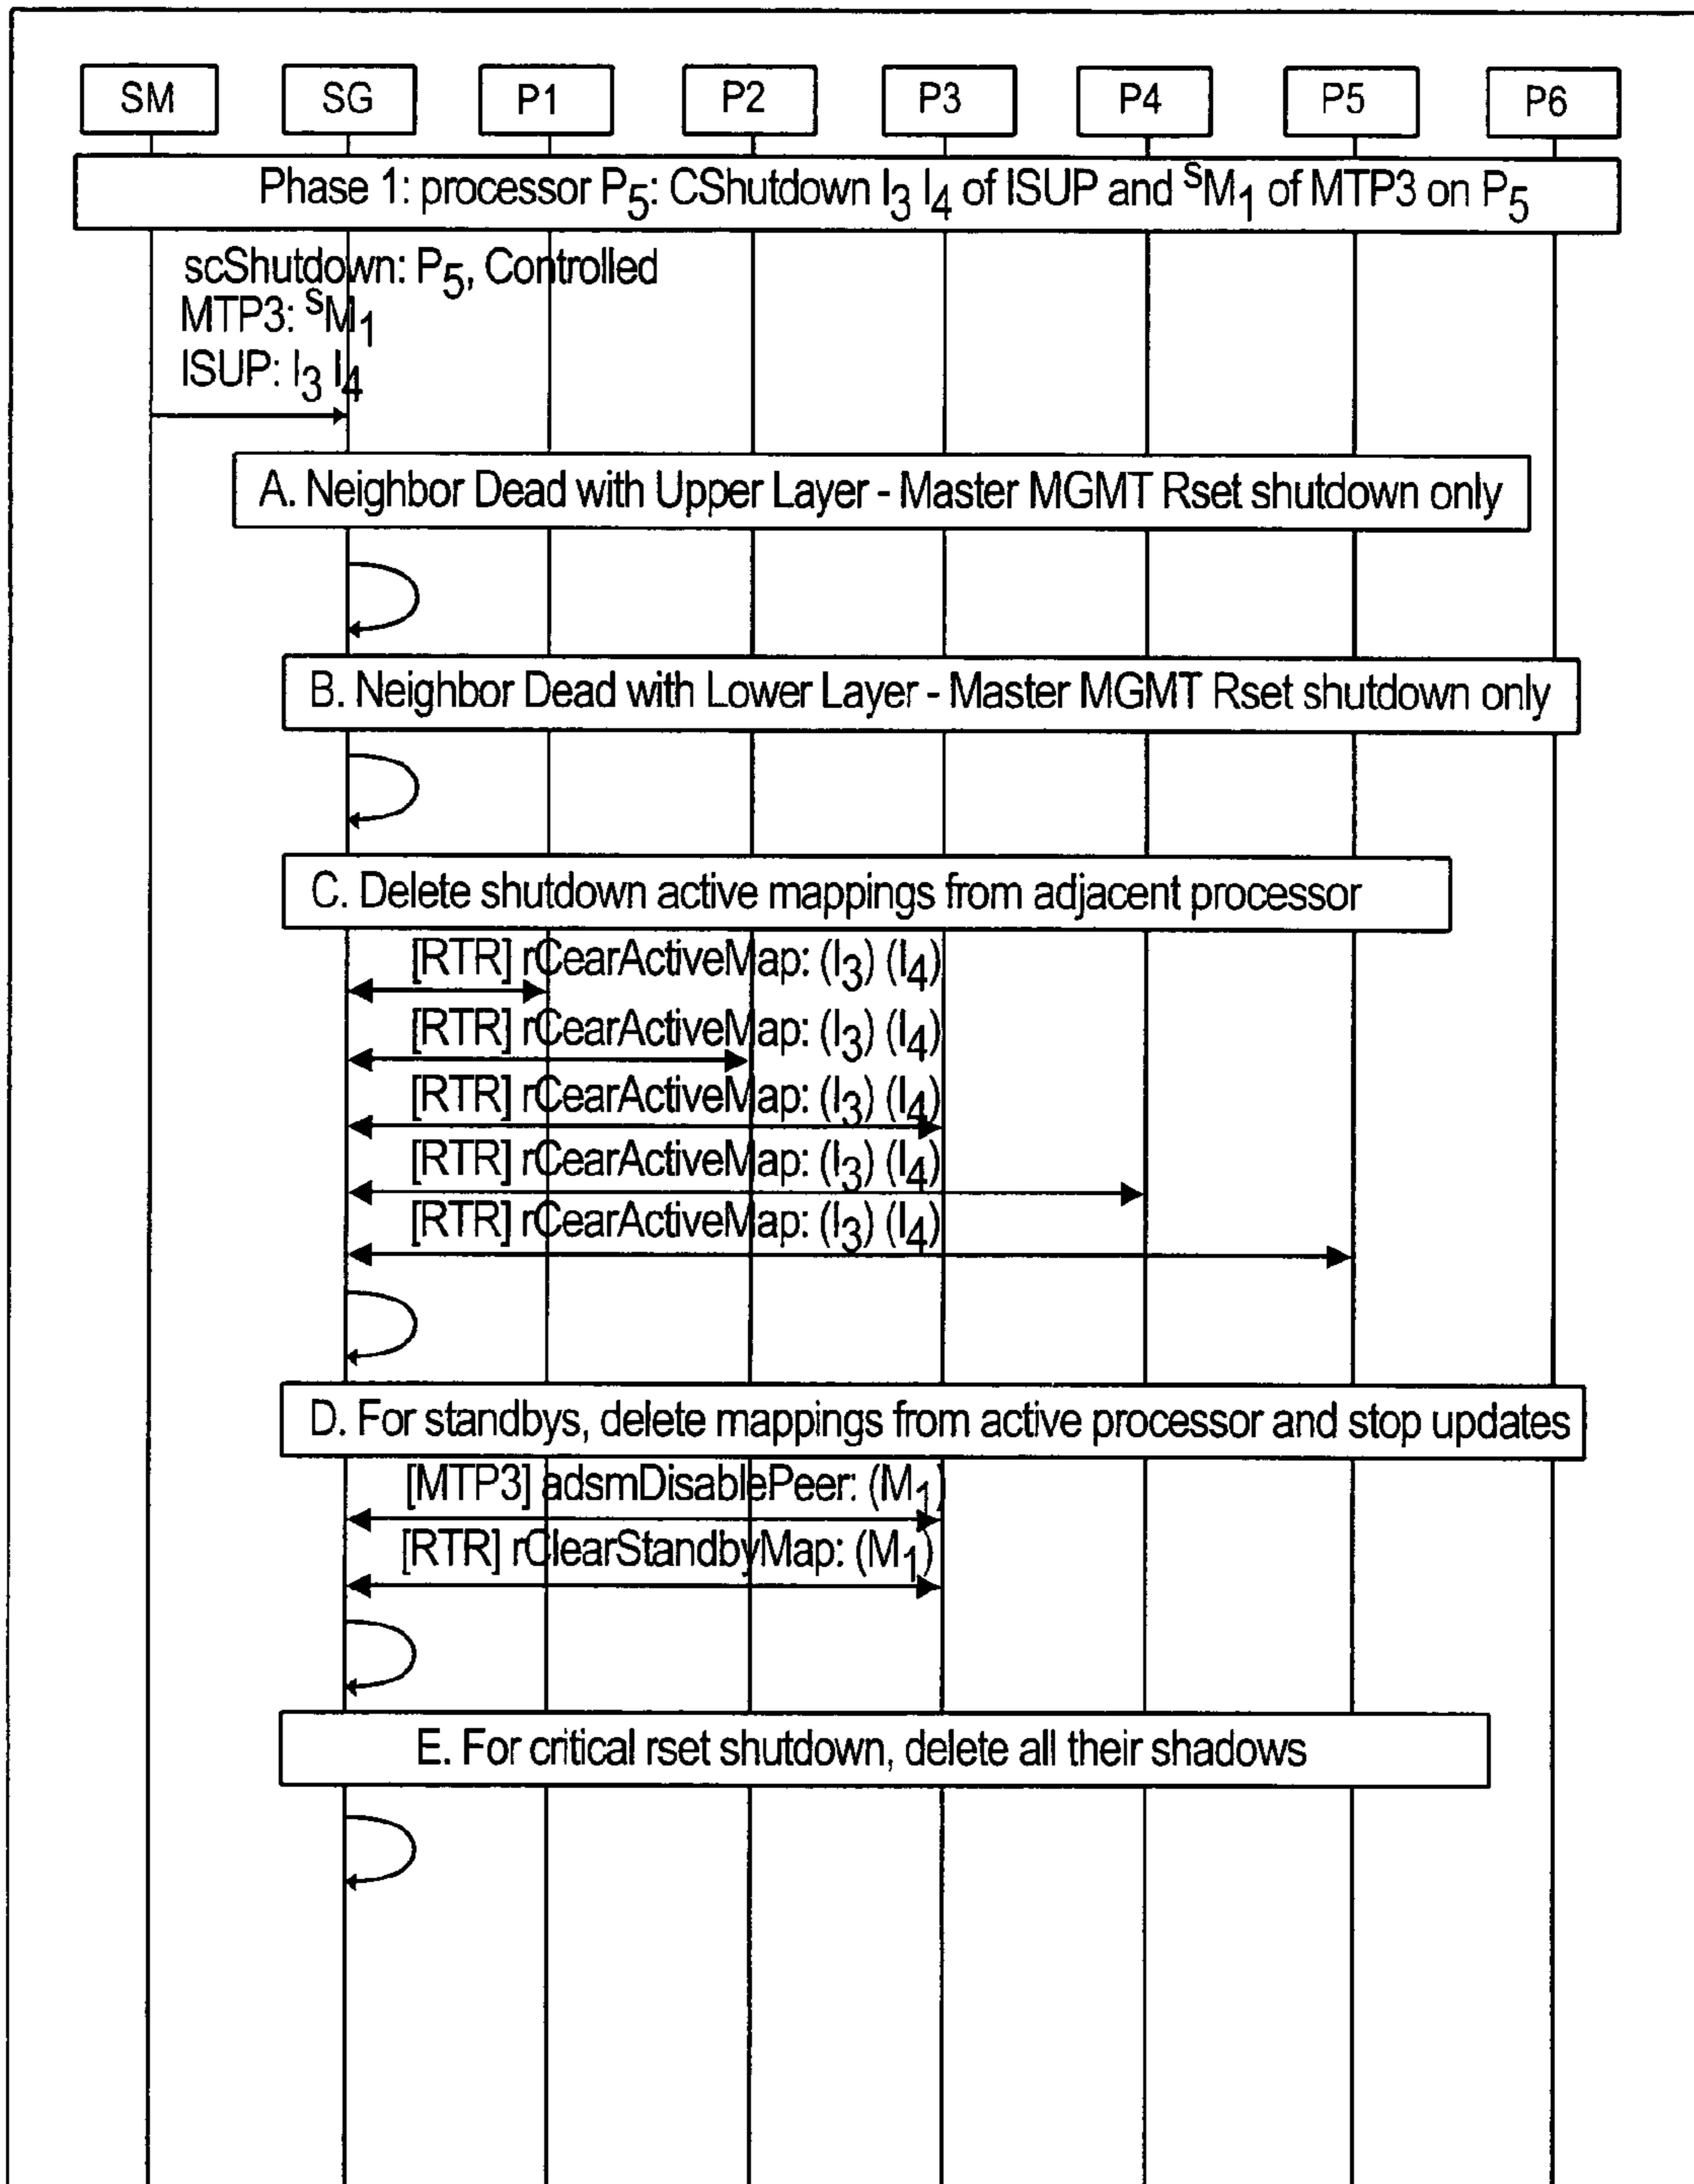 SM SG P1 P2 P3 P4 P5 P6
Phase 1: processor P5: CShutdown I3 I4 of ISUP and SM1 of MTP3 on P5
scShutdown: P5, Controlled
MTP3: SM1
ISUP: I3 I4
A. Neighbor Dead with Upper Layer - Master MGMT Rset shutdown only
B. Neighbor Dead with Lower Layer - Master MGMT Rset shutdown only
C. Delete shutdown active mappings from adjacent processor
[RTR] rCearActiveMap: (I3) (I4)
[RTR] rCearActiveMap: (I3) (I4)
[RTR] rCearActiveMap: (I3) (I4)
[RTR] rCearActiveMap: (I3) (I4)
[RTR] rCearActiveMap: (I3) (I4)
D. For standbys, delete mappings from active processor and stop updates
[MTP3] adsmDisablePeer: (M1)
[RTR] rClearStandbyMap: (M1)
E. For critical rset shutdown, delete all their shadows